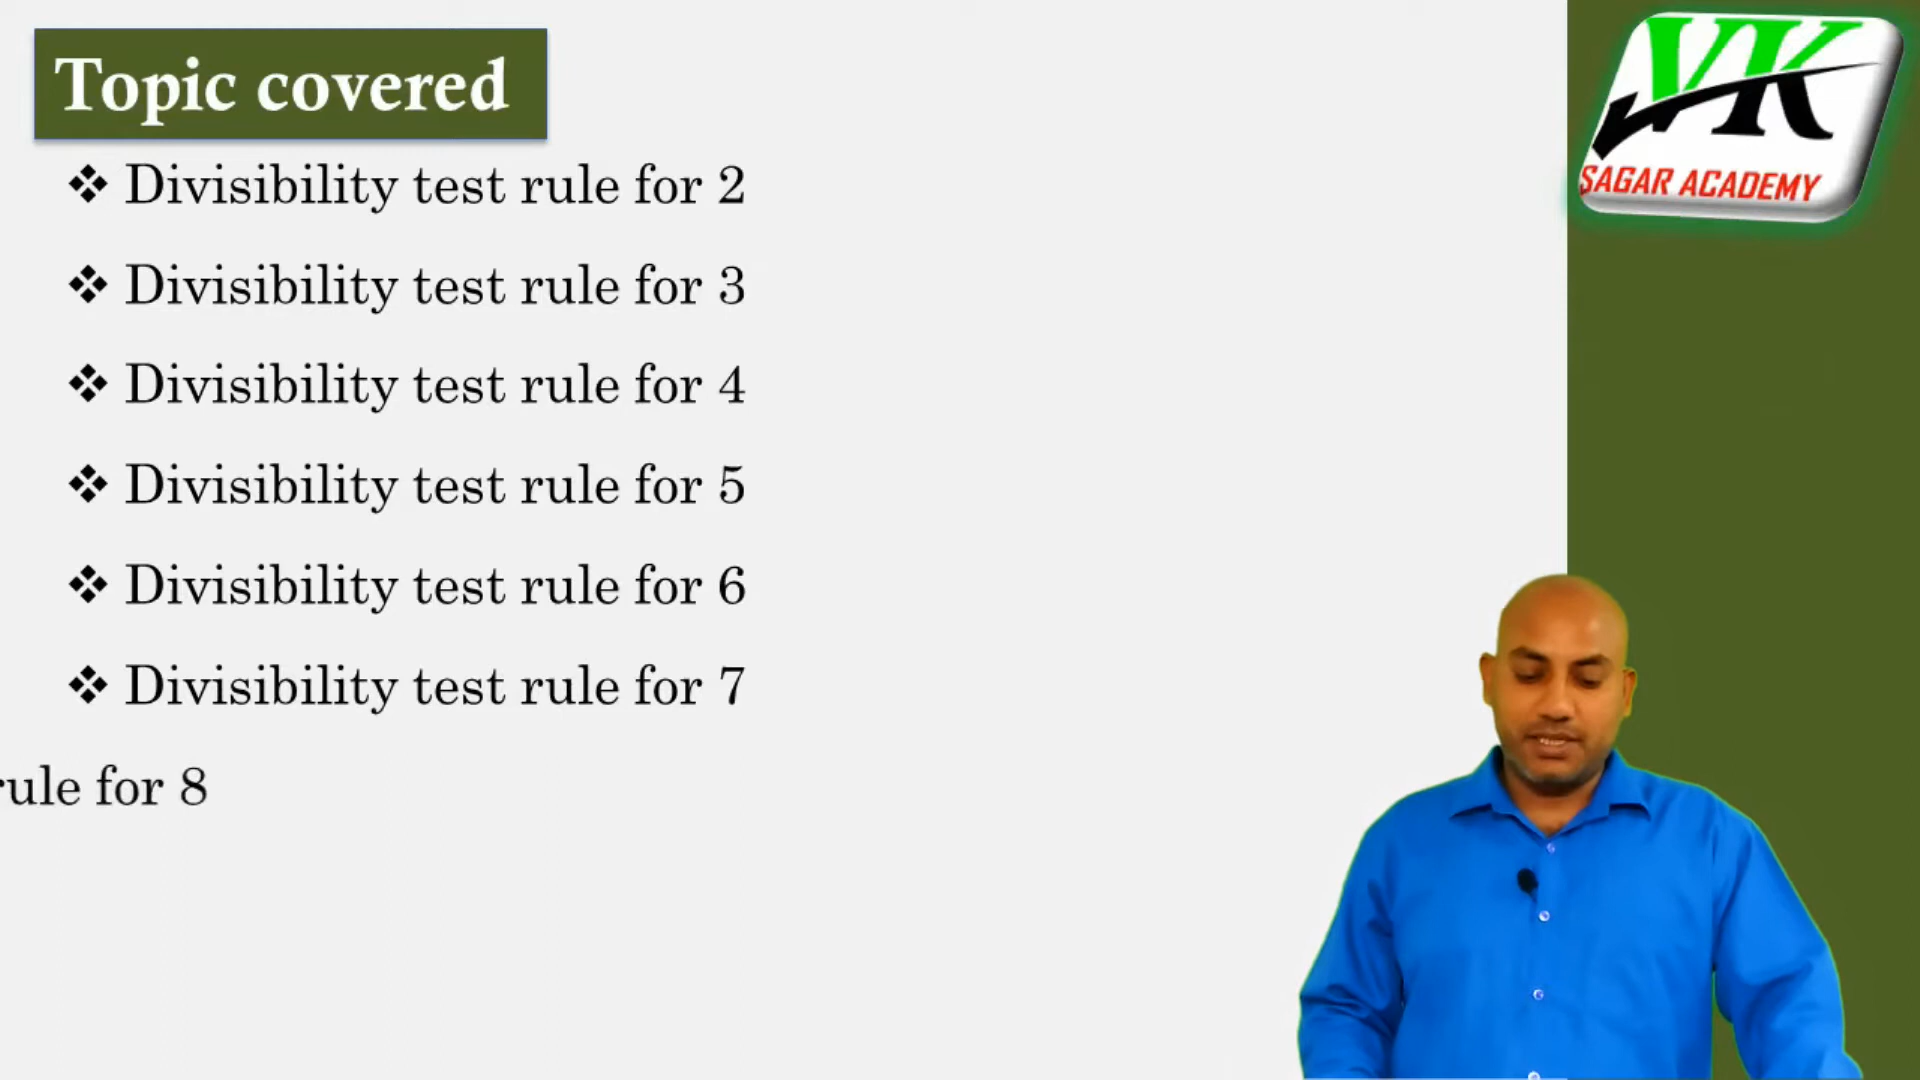 Topic covered
VK
SAGAR ACADEMY
❖ Divisibility test rule for 2
❖ Divisibility test rule for 3
❖ Divisibility test rule for 4
❖ Divisibility test rule for 5
❖ Divisibility test rule for 6
❖ Divisibility test rule for 7
rule for 8